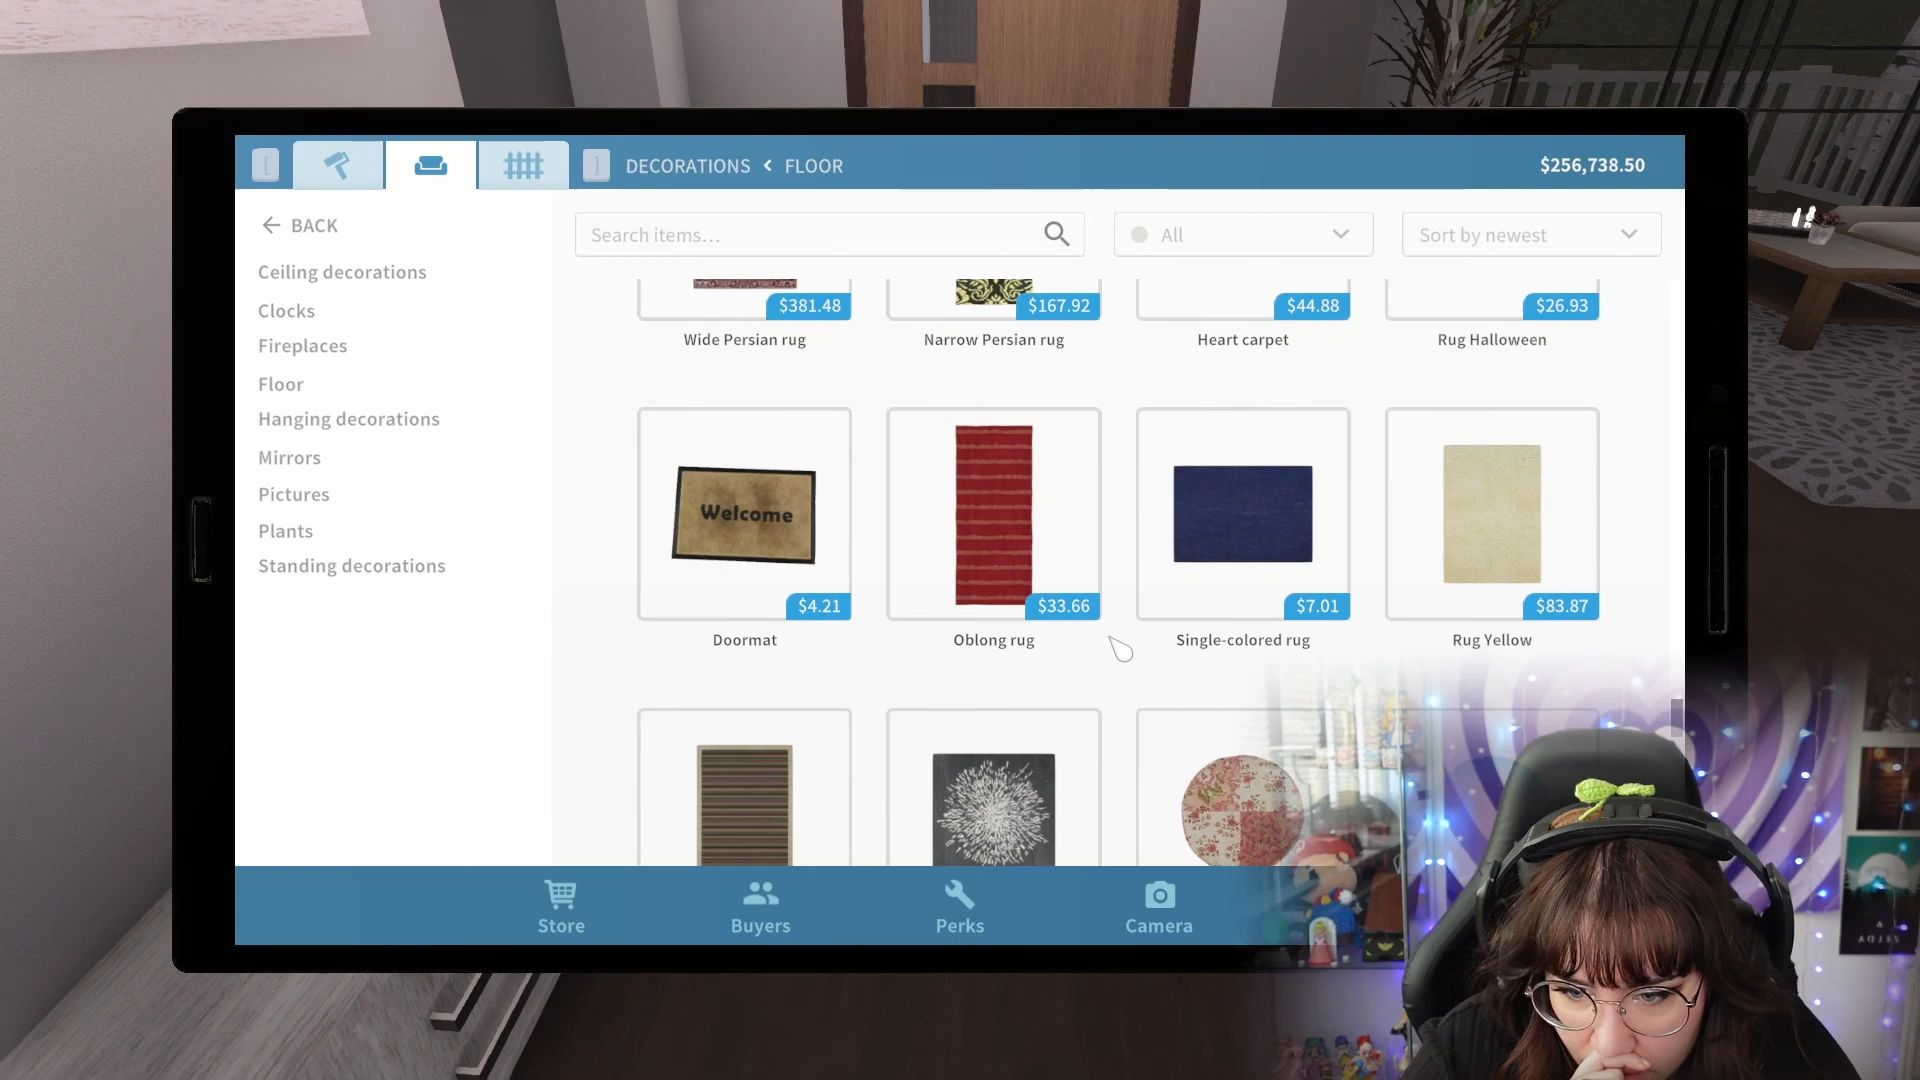 [
]
DECORATIONS < FLOOR
$256,738.50
BACK
Ceiling decorations
Clocks
Fireplaces
Floor
Hanging decorations
Mirrors
Pictures
Plants
Standing decorations
Search items...
All
Sort by newest
$381.48
$167.92
$44.88
$26.93
Wide Persian rug
Narrow Persian rug
Heart carpet
Rug Halloween
Welcome
$4.21
$33.66
$7.01
$83.87
Doormat
Oblong rug
Single-colored rug
Rug Yellow
Store
Buyers
Perks
Camera